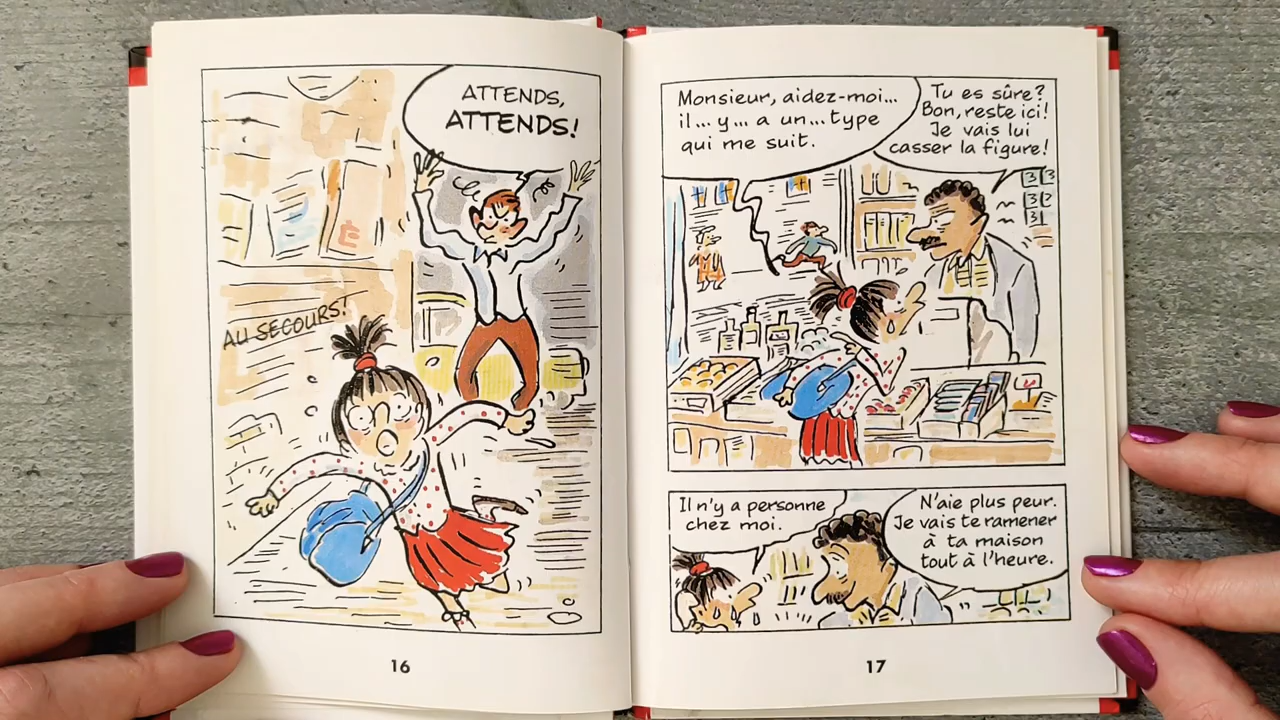 ATTENDS,
ATTENDS!
AU SECOURS!
16
Monsieur, aidez-moi...
il... y... a un... type
qui me suit.
Tu es sûre?
Bon, reste ici!
Je vais lui
casser la figure!
Il n'y a personne
chez moi.
N'aie plus peur.
Je vais te ramener
à ta maison
tout à l'heure.
17